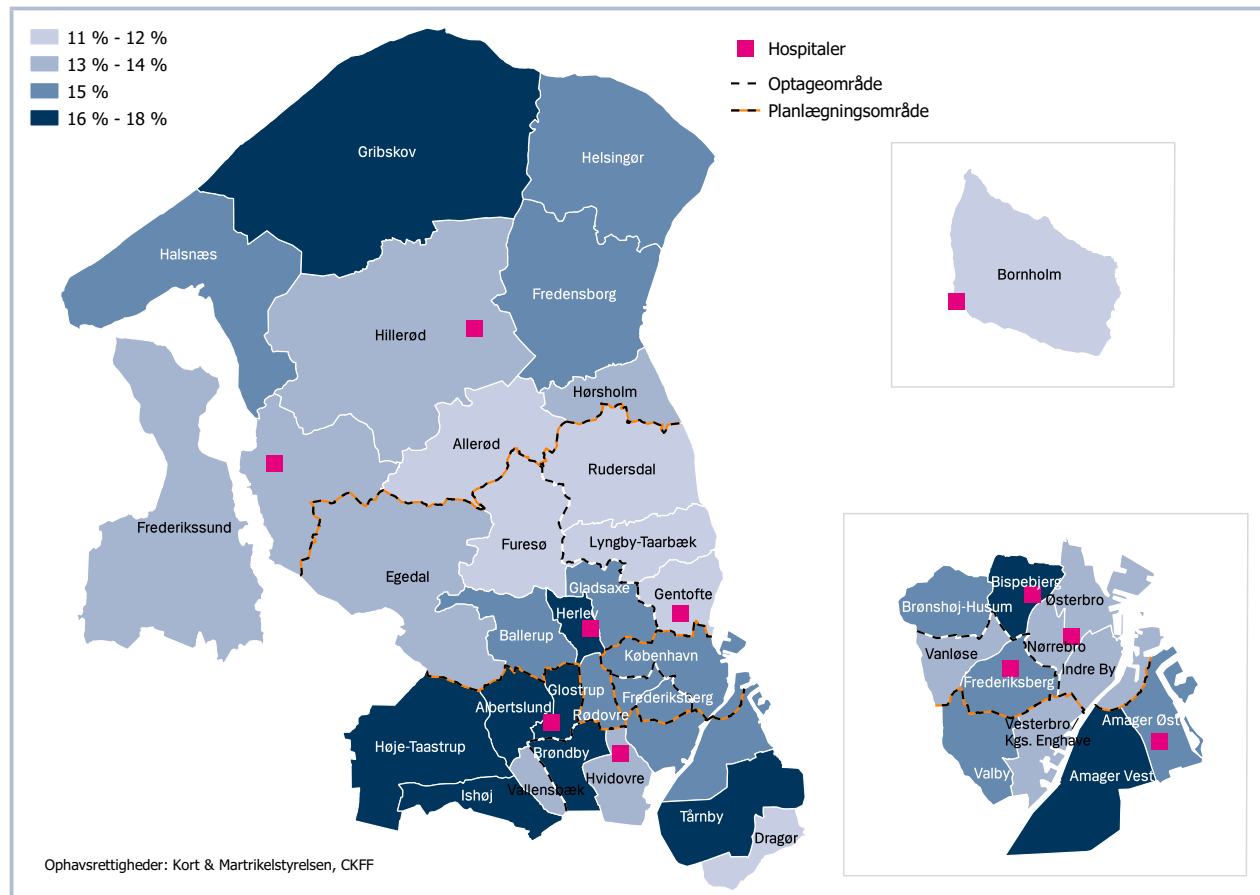 11 % - 12 %
13 % - 14 %
15 %
16 % - 18 %
Hospitaler
Optageområde
Planlægningsområde
Gribskov
Helsingør
Halsnæs
Fredensborg
Hillerød
Hørsholm
Allerød
Rudersdal
Frederikssund
Furesø
Lyngby-Taarbæk
Egedal
Gladsaxe
Gentofte
Herlev
Ballerup
København
Glostrup
Frederiksberg
Albertslund
Rødovre
Høje-Taastrup
Brøndby
Hvidovre
Vallensbæk
Ishøj
Tårnby
Dragør
Bornholm
Bispebjerg
Østerbro
Brønshøj-Husum
Nørrebro
Vanløse
Indre By
Frederiksberg
Vesterbro
Kgs. Enghave
Amager Øst
Valby
Amager Vest
Ophavsrettigheder: Kort & Martrikelstyrelsen, CKFF